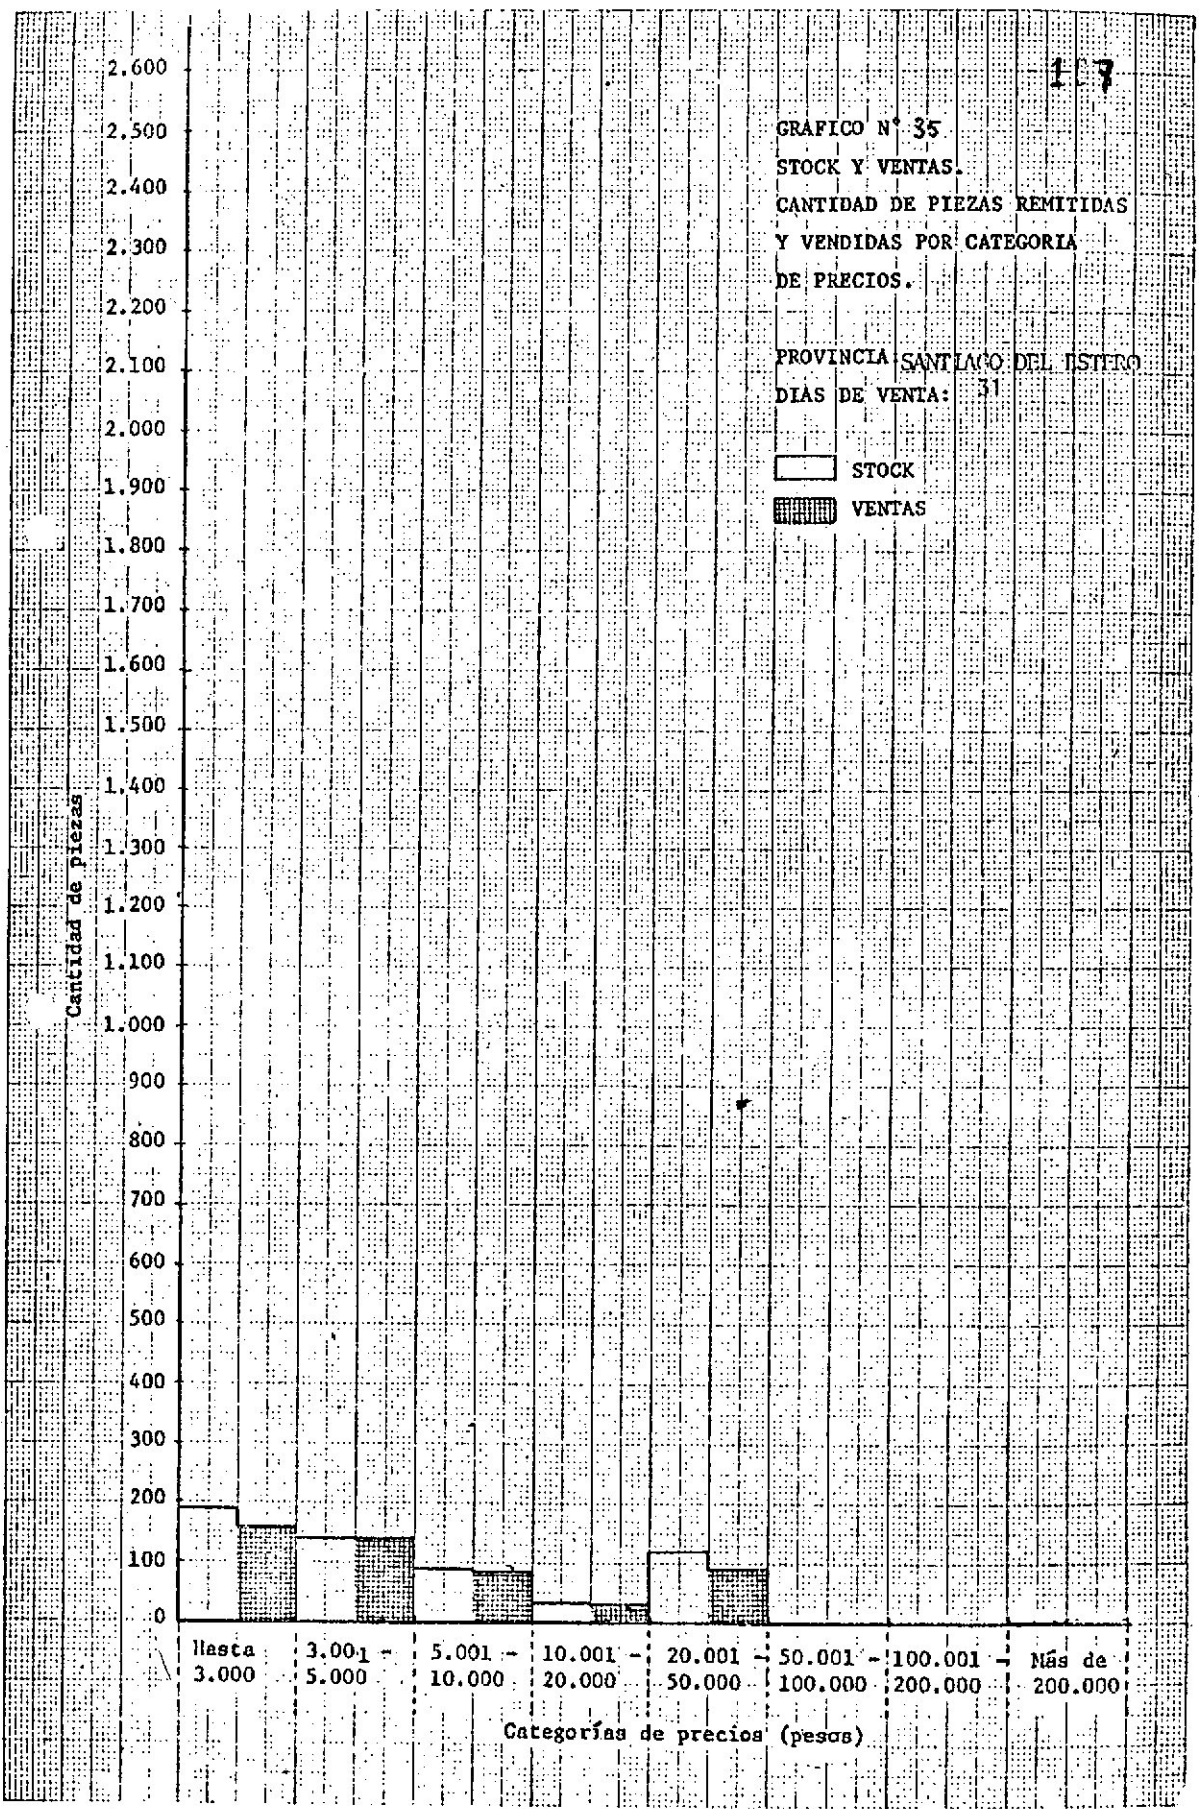 107
GRAFICO N° 35
STOCK Y VENTAS.
CANTIDAD DE PIEZAS REMITIDAS
Y VENDIDAS POR CATEGORIA
DE PRECIOS.
PROVINCIA SANTIAGO DEL ESTERO
DIAS DE VENTA: 31
STOCK
VENTAS
Cantidad de piezas
2.600
2.500
2.400
2.300
2.200
2.100
2.000
1.900
1.800
1.700
1.600
1.500
1.400
1.300
1.200
1.100
1.000
900
800
700
600
500
400
300
200
100
0
Hasta 3.000
3.001 - 5.000
5.001 - 10.000
10.001 - 20.000
20.001 - 50.000
50.001 - 100.000
100.001 - 200.000
Más de 200.000
Categorías de precios (pesos)